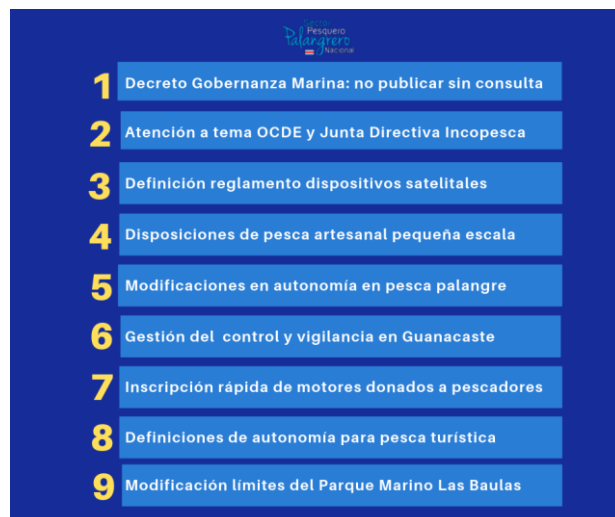 Sector
Pesquero
Palangrero
Nacional
1 Decreto Gobernanza Marina: no publicar sin consulta
2 Atención a tema OCDE y Junta Directiva Incopesca
3 Definición reglamento dispositivos satelitales
4 Disposiciones de pesca artesanal pequeña escala
5 Modificaciones en autonomía en pesca palangre
6 Gestión del control y vigilancia en Guanacaste
7 Inscripción rápida de motores donados a pescadores
8 Definiciones de autonomía para pesca turística
9 Modificación límites del Parque Marino Las Baulas